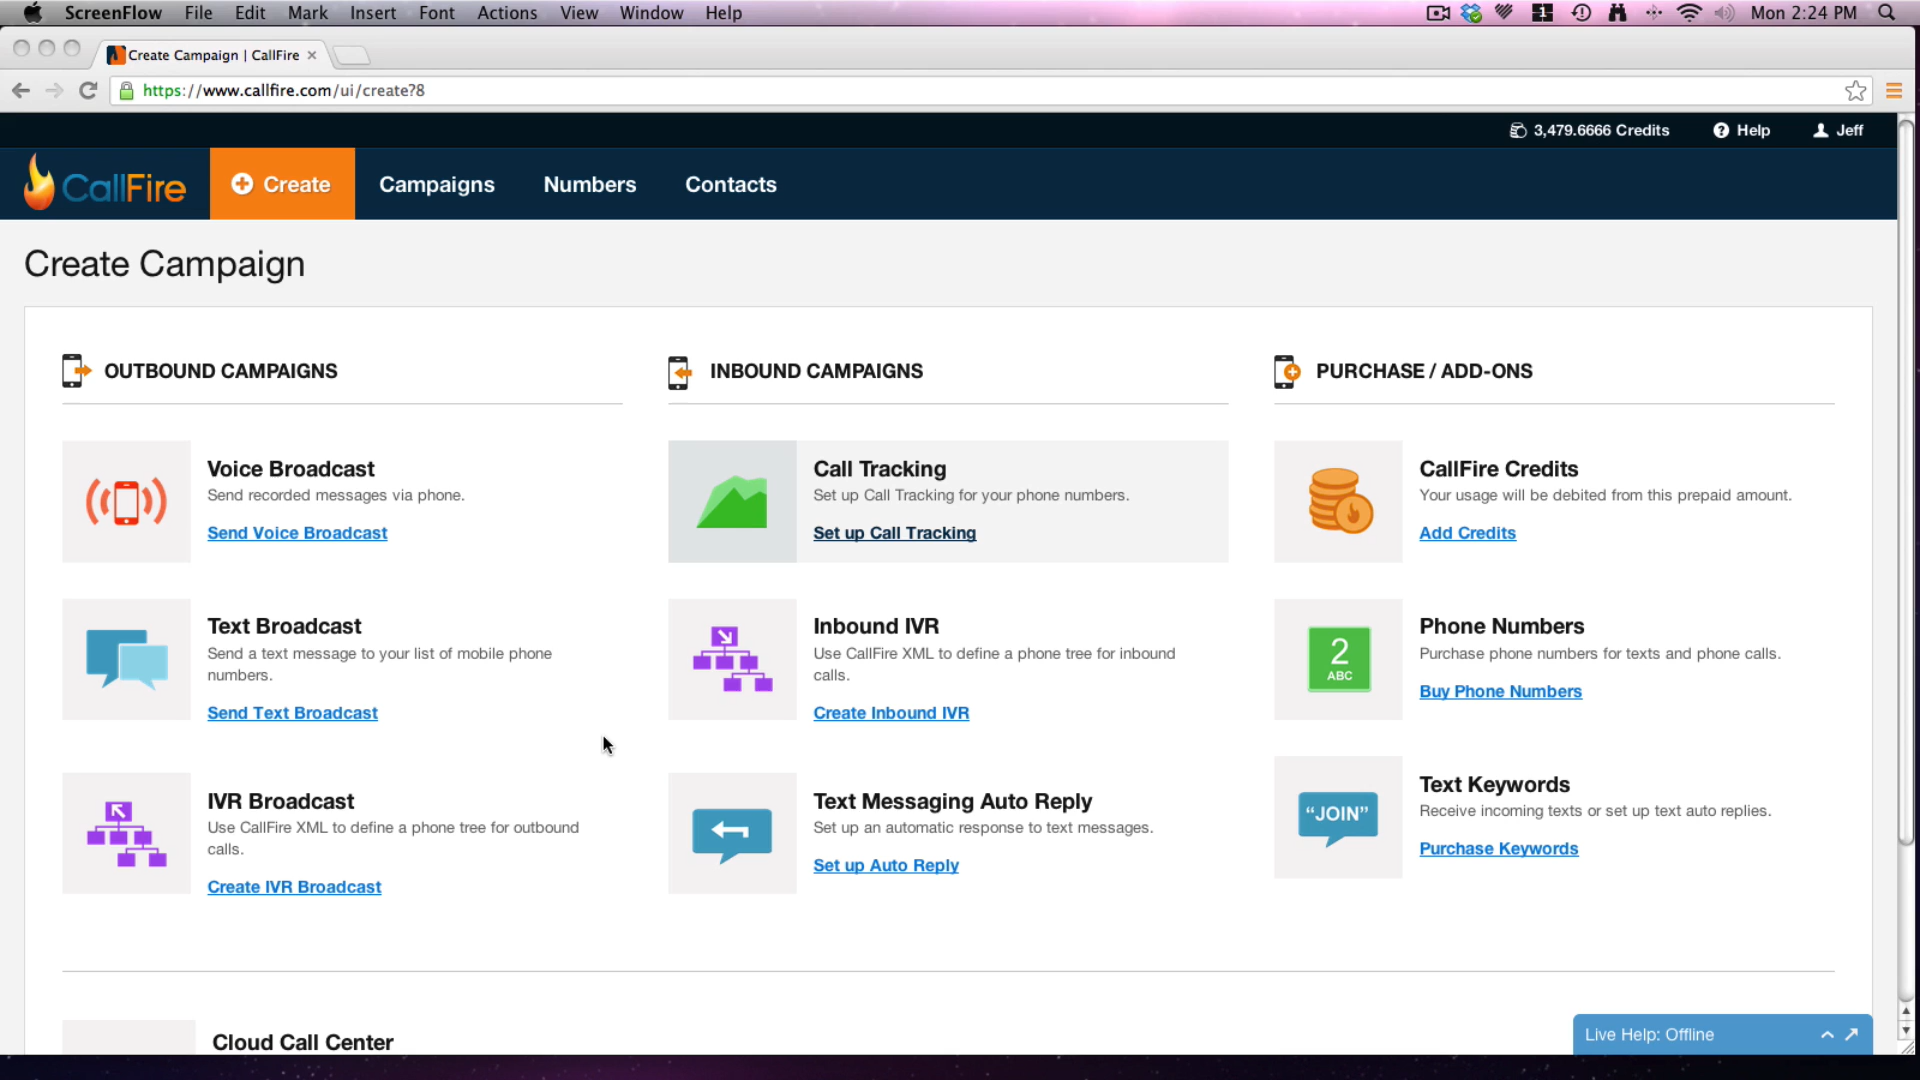 ScreenFlow File Edit Mark Insert Font Actions View Window Help 1 Mon 2:24 PM
Create Campaign | CallFire
https://www.callfire.com/ui/create?8
3,479.6666 Credits Help Jeff
CallFire Create Campaigns Numbers Contacts
Create Campaign
OUTBOUND CAMPAIGNS
Voice Broadcast
Send recorded messages via phone.
Send Voice Broadcast
Text Broadcast
Send a text message to your list of mobile phone
numbers.
Send Text Broadcast
IVR Broadcast
Use CallFire XML to define a phone tree for outbound
calls.
Create IVR Broadcast
INBOUND CAMPAIGNS
Call Tracking
Set up Call Tracking for your phone numbers.
Set up Call Tracking
Inbound IVR
Use CallFire XML to define a phone tree for inbound
calls.
Create Inbound IVR
Text Messaging Auto Reply
Set up an automatic response to text messages.
Set up Auto Reply
PURCHASE / ADD-ONS
CallFire Credits
Your usage will be debited from this prepaid amount.
Add Credits
2
ABC
Phone Numbers
Purchase phone numbers for texts and phone calls.
Buy Phone Numbers
“JOIN”
Text Keywords
Receive incoming texts or set up text auto replies.
Purchase Keywords
Cloud Call Center
Live Help: Offline